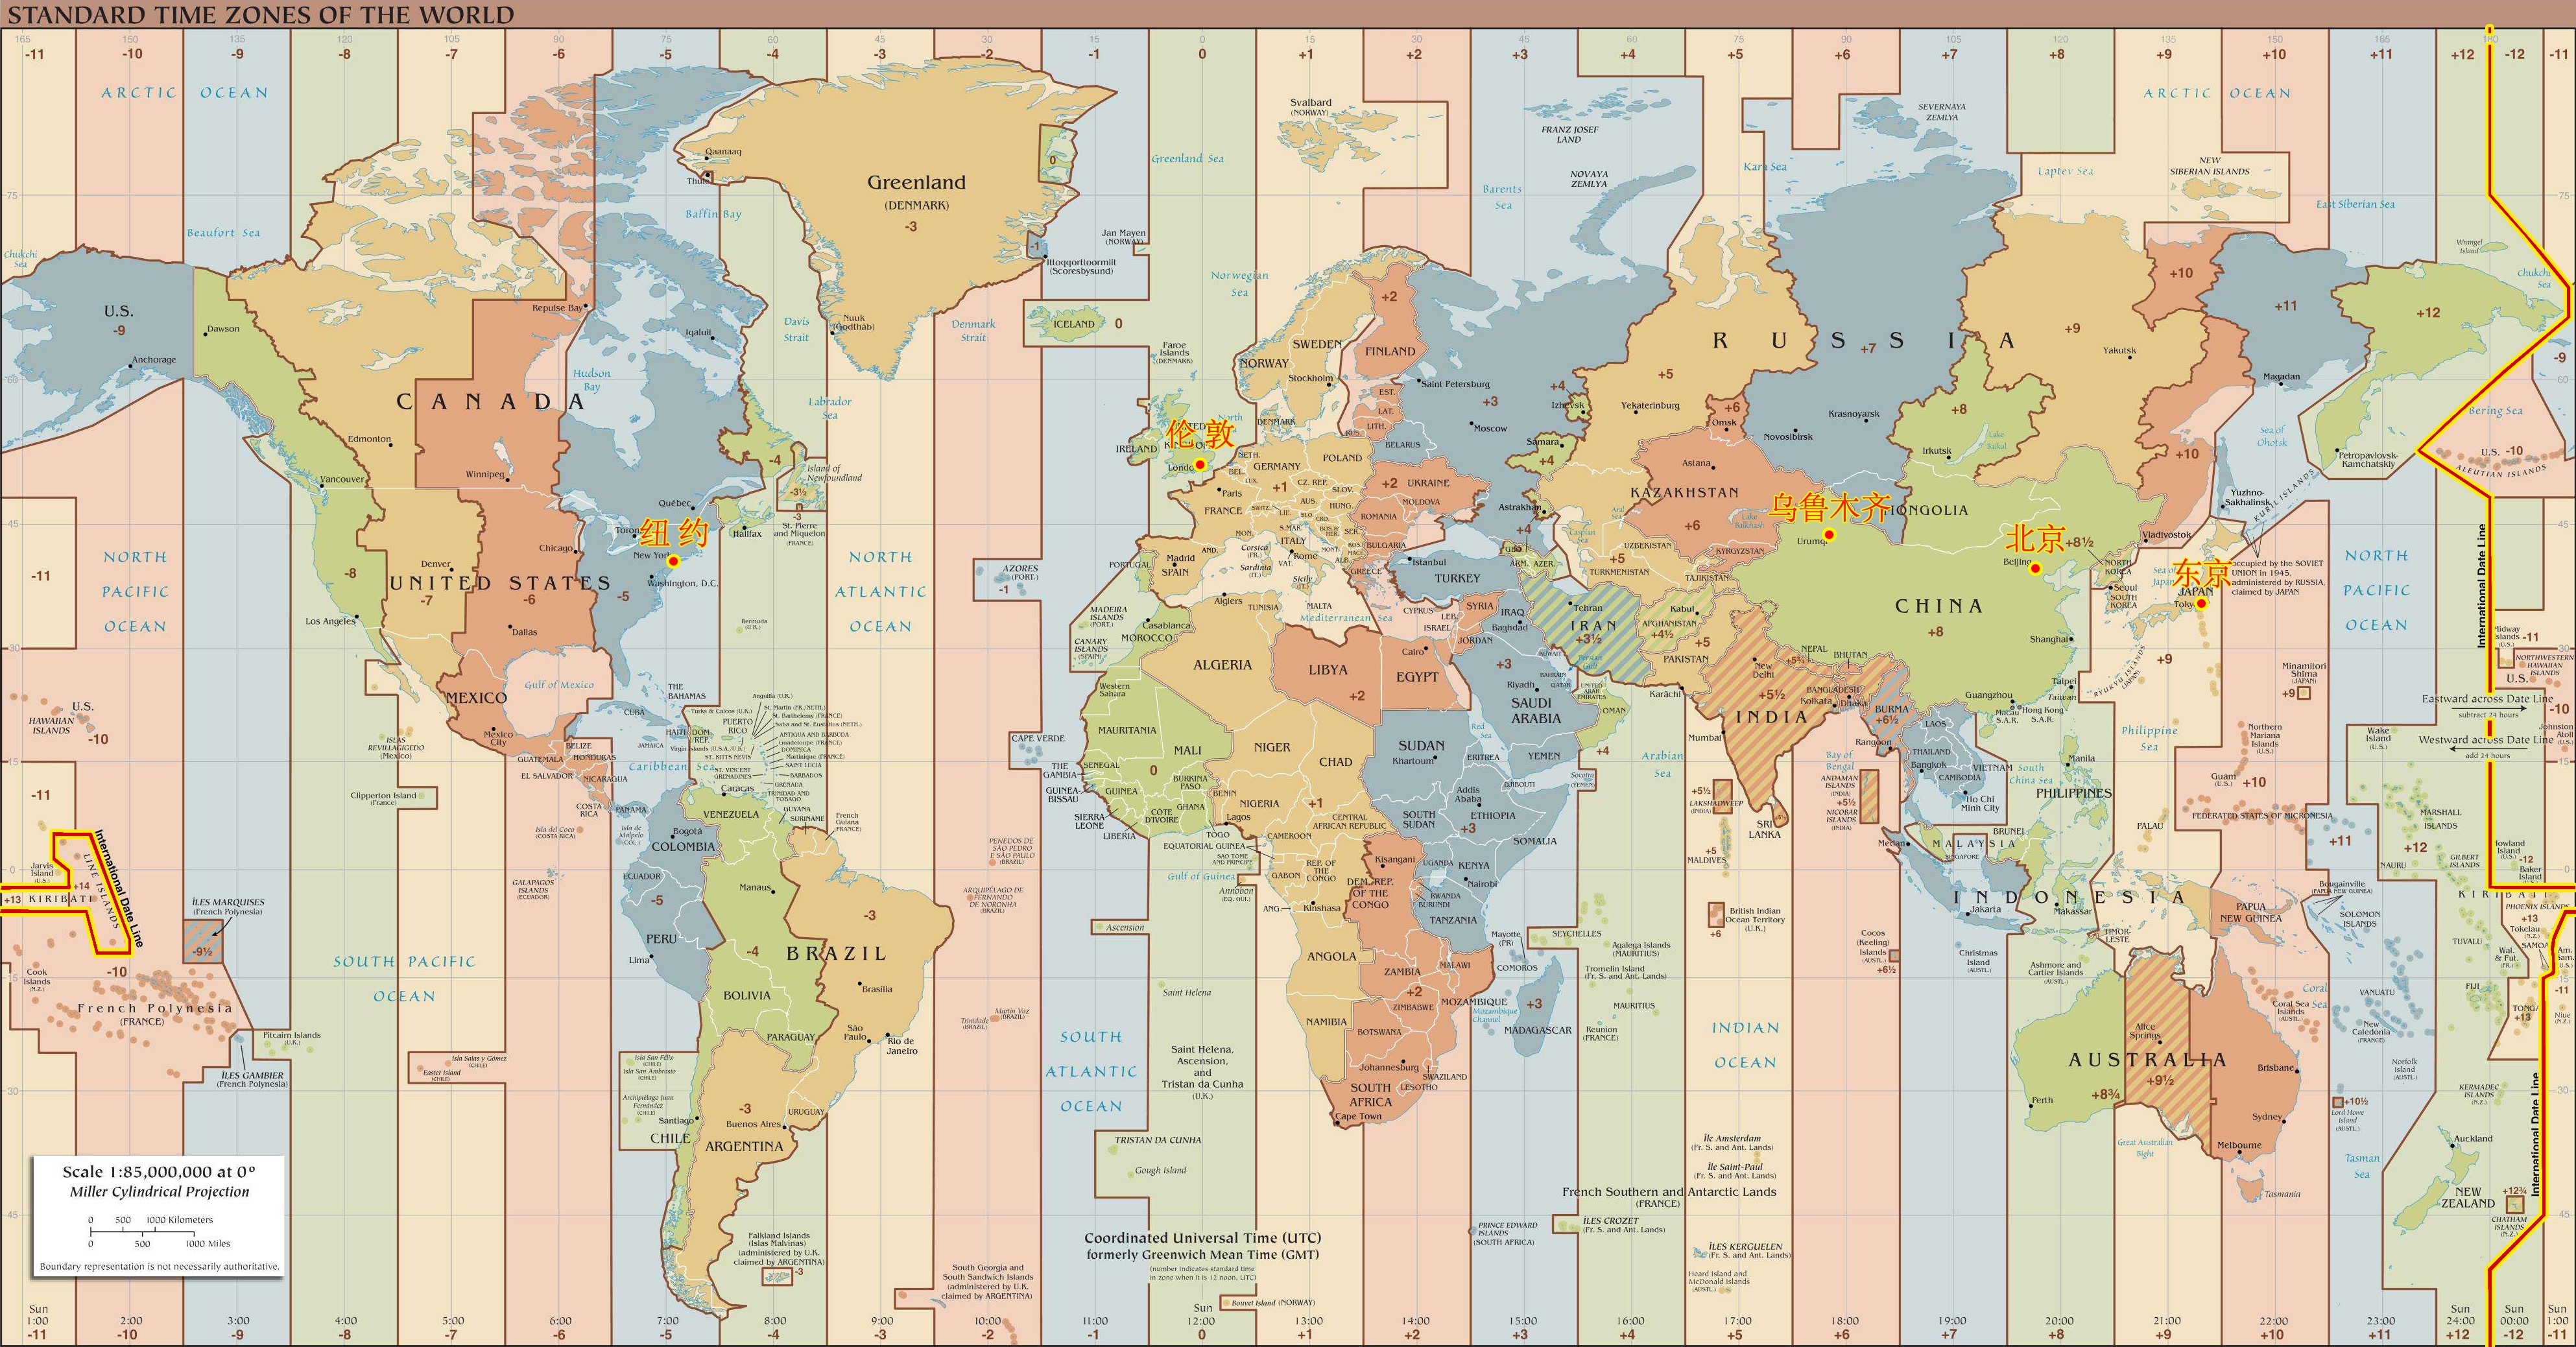 STANDARD TIME ZONES OF THE WORLD
165 150 135 120 105 90 75 60 45 30 15 0 15 30 45 60 75 90 105 120 135 150 165 180
-11 -10 -9 -8 -7 -6 -5 -4 -3 -2 -1 0 +1 +2 +3 +4 +5 +6 +7 +8 +9 +10 +11 +12 -12 -11
ARCTIC OCEAN
ARCTIC OCEAN
Greenland Sea
Svalbard
(NORWAY)
FRANZ JOSEF
LAND
SEVERNAYA
ZEMLYA
Qaanaaq
Thule
Greenland
(DENMARK)
-3
0
Barents
Sea
NOVAYA
ZEMLYA
Kara Sea
Laptev Sea
NEW
SIBERIAN ISLANDS
East Siberian Sea
Chukchi
Sea
Beaufort Sea
Baffin Bay
Jan Mayen
(NORWAY)
-1
Ittoqqortoormiit
(Scoresbysund)
Norwegian
Sea
Wrangel
Island
Chukchi
Sea
U.S.
-9
Anchorage
Dawson
Repulse Bay
Iqaluit
Davis
Strait
Nuuk
(Godthåb)
Denmark
Strait
ICELAND
0
Faroe
Islands
(DENMARK)
NORWAY
SWEDEN
Stockholm
FINLAND
+2
Saint Petersburg
+3
Moscow
RUSSIA
+4
Izhevsk
+5
Yekaterinburg
+6
Omsk
+7
Novosibirsk
Krasnoyarsk
+8
Irkutsk
Lake
Baikal
+9
Yakutsk
+10
+10
+11
Magadan
+12
Petropavlovsk-
Kamchatskiy
-9
Bering Sea
U.S. -10
ALEUTIAN ISLANDS
Sea of
Okhotsk
Yuzhno-
Sakhalinsk
KURIL ISLANDS
CANADA
Hudson
Bay
Labrador
Sea
Edmonton
Winnipeg
Vancouver
Québec
Toronto
Halifax
-4
Island of
Newfoundland
-3½
-3
St. Pierre
and Miquelon
(FRANCE)
纽约
New York
Washington, D.C.
Chicago
Denver
Dallas
Los Angeles
UNITED STATES
-8
-7
-6
-5
伦敦
London
IRELAND
North
DENMARK
NETH.
BEL.
LUX.
GERMANY
+1
POLAND
CZ. REP.
SLOV.
AUS.
HUNG.
EST.
LAT.
LITH.
RUS.
BELARUS
+2
UKRAINE
MOLDOVA
ROMANIA
BULGARIA
GREECE
Paris
FRANCE
SWITZ.
LIE.
MON.
AND.
ITALY
Rome
VAT.
Corsica
(FR.)
Sardinia
(IT.)
Sicily
(IT.)
MALTA
Mediterranean Sea
Madrid
SPAIN
PORTUGAL
Algiers
TUNISIA
Samara
+4
Astrakhan
+4
Caspian
Sea
Astana
KAZAKHSTAN
+6
Aral
Sea
Lake
Balkhash
UZBEKISTAN
+5
TURKMENISTAN
KYRGYZSTAN
TAJIKISTAN
乌鲁木齐
Urumqi
MONGOLIA
北京
Beijing
+8½
NORTH
KOREA
Seoul
SOUTH
KOREA
Vladivostok
东京
JAPAN
occupied by the SOVIET
UNION in 1945,
administered by RUSSIA,
claimed by JAPAN
CHINA
+8
Shanghai
Istanbul
TURKEY
ARM.
AZER.
CYPRUS
SYRIA
LEB.
ISRAEL
JORDAN
IRAQ
Baghdad
Tehran
IRAN
+3½
Kabul
AFGHANISTAN
+4½
+5
PAKISTAN
Karāchi
New
Delhi
NEPAL
+5¾
BHUTAN
BANGLADESH
Dhaka
Kolkata
INDIA
+5½
Mumbai
BURMA
+6½
Rangoon
LAOS
THAILAND
Bangkok
VIETNAM
CAMBODIA
Ho Chi
Minh City
Guangzhou
Macau
S.A.R.
Hong Kong
S.A.R.
Taipei
Taiwan
RYUKYU ISLANDS
(JAPAN)
+9
Minamitori
Shima
(JAPAN)
+9
NORTH
PACIFIC
OCEAN
NORTH
ATLANTIC
OCEAN
NORTH
PACIFIC
OCEAN
-11
AZORES
(PORT.)
-1
MADEIRA
ISLANDS
(PORT.)
CANARY
ISLANDS
(SPAIN)
Casablanca
MOROCCO
Bermuda
(U.K.)
Western
Sahara
ALGERIA
LIBYA
+2
Cairo
EGYPT
+3
Riyadh
SAUDI
ARABIA
KUWAIT
BAHRAIN
QATAR
UNITED
ARAB
EMIRATES
OMAN
+4
YEMEN
Persian
Gulf
Red
Sea
Arabian
Sea
Socotra
(YEMEN)
U.S.
HAWAIIAN
ISLANDS
-10
MEXICO
Mexico
City
Gulf of Mexico
ISLAS
REVILLAGIGEDO
(Mexico)
THE
BAHAMAS
CUBA
HAITI
DOM.
REP.
JAMAICA
PUERTO
RICO
Turks & Caicos (U.K.)
Virgin Islands (U.S.A./U.K.)
ST. KITTS NEVIS
Anguilla (U.K.)
St. Martin (FR./NETH.)
St. Barthelemy (FRANCE)
Saba and St. Eustatius (NETH.)
ANTIGUA AND BARBUDA
Guadeloupe (FRANCE)
DOMINICA
Martinique (FRANCE)
SAINT LUCIA
BARBADOS
ST. VINCENT
GRENADINES
GRENADA
TRINIDAD AND
TOBAGO
BELIZE
GUATEMALA
HONDURAS
EL SALVADOR
NICARAGUA
COSTA
RICA
PANAMA
Caribbean Sea
Caracas
VENEZUELA
GUYANA
SURINAME
French
Guiana
(FRANCE)
Clipperton Island
(France)
Isla del Coco
(COSTA RICA)
Isla de
Malpelo
(COL.)
Bogotá
COLOMBIA
ECUADOR
GALAPAGOS
ISLANDS
(ECUADOR)
-5
PERU
Lima
Manaus
-4
BRAZIL
-3
Brasília
BOLIVIA
PARAGUAY
São
Paulo
Rio de
Janeiro
PENEDOS DE
SÃO PEDRO
E SÃO PAULO
(BRAZIL)
ARQUIPÉLAGO DE
FERNANDO
DE NORONHA
(BRAZIL)
CAPE VERDE
MAURITANIA
MALI
0
SENEGAL
THE
GAMBIA
GUINEA-
BISSAU
GUINEA
SIERRA
LEONE
LIBERIA
CÔTE
D'IVOIRE
GHANA
BURKINA
FASO
TOGO
BENIN
NIGER
NIGERIA
Lagos
CHAD
+1
CAMEROON
CENTRAL
AFRICAN REPUBLIC
EQUATORIAL GUINEA
SAO TOME
AND PRINCIPE
Gulf of Guinea
Annobon
(EQ. GUI.)
GABON
REP. OF
THE
CONGO
SUDAN
Khartoum
ERITREA
DJIBOUTI
Addis
Ababa
ETHIOPIA
SOUTH
SUDAN
+3
SOMALIA
UGANDA
KENYA
Nairobi
RWANDA
BURUNDI
TANZANIA
Kisangani
DEM. REP.
OF THE
CONGO
Kinshasa
ANG.
ANGOLA
ZAMBIA
MALAWI
+2
ZIMBABWE
MOZAMBIQUE
Mozambique
Channel
NAMIBIA
BOTSWANA
Johannesburg
SWAZILAND
LESOTHO
SOUTH
AFRICA
Cape Town
MADAGASCAR
+3
Mayotte
(FR)
COMOROS
SEYCHELLES
Agalega Islands
(MAURITIUS)
Tromelin Island
(Fr. S. and Ant. Lands)
MAURITIUS
Reunion
(FRANCE)
+5½
LAKSHADWEEP
(INDIA)
+5
MALDIVES
SRI
LANKA
Bay of
Bengal
ANDAMAN
ISLANDS
(INDIA)
+5½
NICOBAR
ISLANDS
(INDIA)
British Indian
Ocean Territory
(U.K.)
+6
Cocos
(Keeling)
Islands
(AUSTL.)
+6½
Christmas
Island
(AUSTL.)
INDIAN
OCEAN
South
China Sea
Manila
PHILIPPINES
Philippine
Sea
MALAYSIA
BRUNEI
SINGAPORE
Medan
INDONESIA
Jakarta
Makassar
TIMOR-
LESTE
Ashmore and
Cartier Islands
(AUSTL.)
PALAU
Northern
Mariana
Islands
(U.S.)
Guam
(U.S.)
+10
FEDERATED STATES OF MICRONESIA
+11
PAPUA
NEW GUINEA
Bougainville
(PAPUA NEW GUINEA)
SOLOMON
ISLANDS
Wake
Island
(U.S.)
MARSHALL
ISLANDS
+12
NAURU
GILBERT
ISLANDS
KIRIBATI
Howland
Island
(U.S.)
-12
Baker
Island
PHOENIX ISLANDS
+13
Tokelau
(N.Z.)
SAMOA
TUVALU
Wal.
& Fut.
(FR.)
FIJI
TONGA
+13
Niue
(N.Z.)
-11
VANUATU
New
Caledonia
(FRANCE)
Coral
Sea
Coral Sea
Islands
(AUSTL.)
Norfolk
Island
(AUSTL.)
+10½
Lord Howe
Island
(AUSTL.)
KERMADEC
ISLANDS
(N.Z.)
AUSTRALIA
Alice
Springs
+9½
+8¾
Perth
Brisbane
Sydney
Melbourne
Great Australian
Bight
Tasmania
Tasman
Sea
Auckland
NEW
ZEALAND
+12¾
CHATHAM
ISLANDS
(N.Z.)
International Date Line
International Date Line
International Date Line
Midway
Islands
(U.S.)
-11
NORTHWESTERN
HAWAIIAN
ISLANDS
U.S.
-10
Johnston
Atoll
(U.S.)
Eastward across Date Line
subtract 24 hours
Westward across Date Line
add 24 hours
-11
Jarvis
Island
(U.S.)
+14
LINE ISLANDS
+13 KIRIBATI
ÎLES MARQUISES
(French Polynesia)
-9½
-10
Cook
Islands
(N.Z.)
French Polynesia
(FRANCE)
Pitcairn Islands
(U.K.)
ÎLES GAMBIER
(French Polynesia)
SOUTH PACIFIC
OCEAN
Isla Salas y Gómez
(CHILE)
Easter Island
(CHILE)
Isla San Félix
(CHILE)
Isla San Ambrosio
(CHILE)
Archipiélago Juan
Fernández
(CHILE)
Santiago
CHILE
-3
ARGENTINA
Buenos Aires
URUGUAY
Falkland Islands
(Islas Malvinas)
(administered by U.K.
claimed by ARGENTINA)
-3
South Georgia and
South Sandwich Islands
(administered by U.K.
claimed by ARGENTINA)
Trindade
(BRAZIL)
Martin Vaz
(BRAZIL)
Ascension
Saint Helena
SOUTH
ATLANTIC
OCEAN
Saint Helena,
Ascension,
and
Tristan da Cunha
(U.K.)
TRISTAN DA CUNHA
Gough Island
Bouvet Island (NORWAY)
PRINCE EDWARD
ISLANDS
(SOUTH AFRICA)
Île Amsterdam
(Fr. S. and Ant. Lands)
Île Saint-Paul
(Fr. S. and Ant. Lands)
French Southern and Antarctic Lands
(FRANCE)
ÎLES CROZET
(Fr. S. and Ant. Lands)
ÎLES KERGUELEN
(Fr. S. and Ant. Lands)
Heard Island and
McDonald Islands
(AUSTL.)
Coordinated Universal Time (UTC)
formerly Greenwich Mean Time (GMT)
(number indicates standard time
in zone when it is 12 noon, UTC)
Scale 1:85,000,000 at 0°
Miller Cylindrical Projection
0 500 1000 Kilometers
0 500 1000 Miles
Boundary representation is not necessarily authoritative.
Sun Sun Sun Sun Sun
1:00 2:00 3:00 4:00 5:00 6:00 7:00 8:00 9:00 10:00 11:00 12:00 13:00 14:00 15:00 16:00 17:00 18:00 19:00 20:00 21:00 22:00 23:00 24:00 00:00 1:00
-11 -10 -9 -8 -7 -6 -5 -4 -3 -2 -1 0 +1 +2 +3 +4 +5 +6 +7 +8 +9 +10 +11 +12 -12 -11